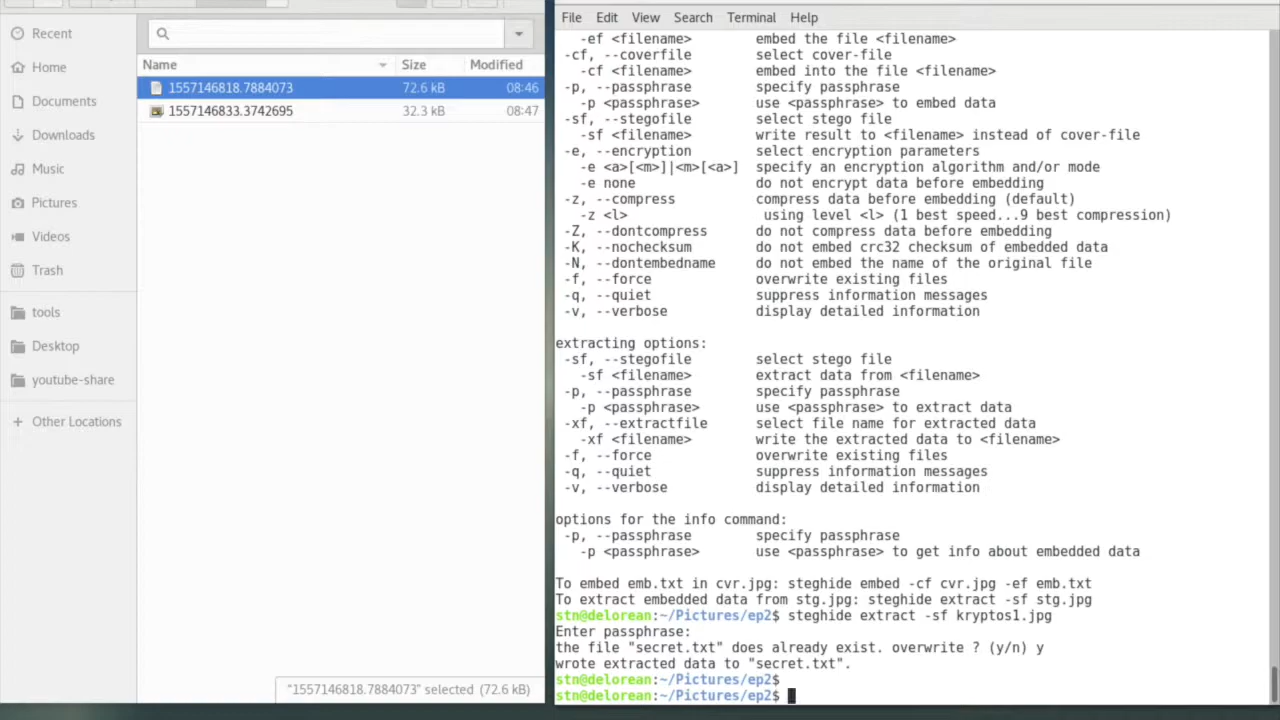 Recent
Home
Documents
Downloads
Music
Pictures
Videos
Trash
tools
Desktop
youtube-share
+ Other Locations
Name Size Modified
1557146818.7884073 72.6 kB 08:46
1557146833.3742695 32.3 kB 08:47
"1557146818.7884073" selected (72.6 kB)
File Edit View Search Terminal Help
-ef <filename> embed the file <filename>
-cf, --coverfile select cover-file
-cf <filename> embed into the file <filename>
-p, --passphrase specify passphrase
-p <passphrase> use <passphrase> to embed data
-sf, --stegofile select stego file
-sf <filename> write result to <filename> instead of cover-file
-e, --encryption select encryption parameters
-e <a>[<m>]|<m>[<a>] specify an encryption algorithm and/or mode
-e none do not encrypt data before embedding
-z, --compress compress data before embedding (default)
-z <l> using level <l> (1 best speed...9 best compression)
-Z, --dontcompress do not compress data before embedding
-K, --nochecksum do not embed crc32 checksum of embedded data
-N, --dontembedname do not embed the name of the original file
-f, --force overwrite existing files
-q, --quiet suppress information messages
-v, --verbose display detailed information
extracting options:
-sf, --stegofile select stego file
-sf <filename> extract data from <filename>
-p, --passphrase specify passphrase
-p <passphrase> use <passphrase> to extract data
-xf, --extractfile select file name for extracted data
-xf <filename> write the extracted data to <filename>
-f, --force overwrite existing files
-q, --quiet suppress information messages
-v, --verbose display detailed information
options for the info command:
-p, --passphrase specify passphrase
-p <passphrase> use <passphrase> to get info about embedded data
To embed emb.txt in cvr.jpg: steghide embed -cf cvr.jpg -ef emb.txt
To extract embedded data from stg.jpg: steghide extract -sf stg.jpg
stn@delorean:~/Pictures/ep2$ steghide extract -sf kryptos1.jpg
Enter passphrase:
the file "secret.txt" does already exist. overwrite ? (y/n) y
wrote extracted data to "secret.txt".
stn@delorean:~/Pictures/ep2$
stn@delorean:~/Pictures/ep2$